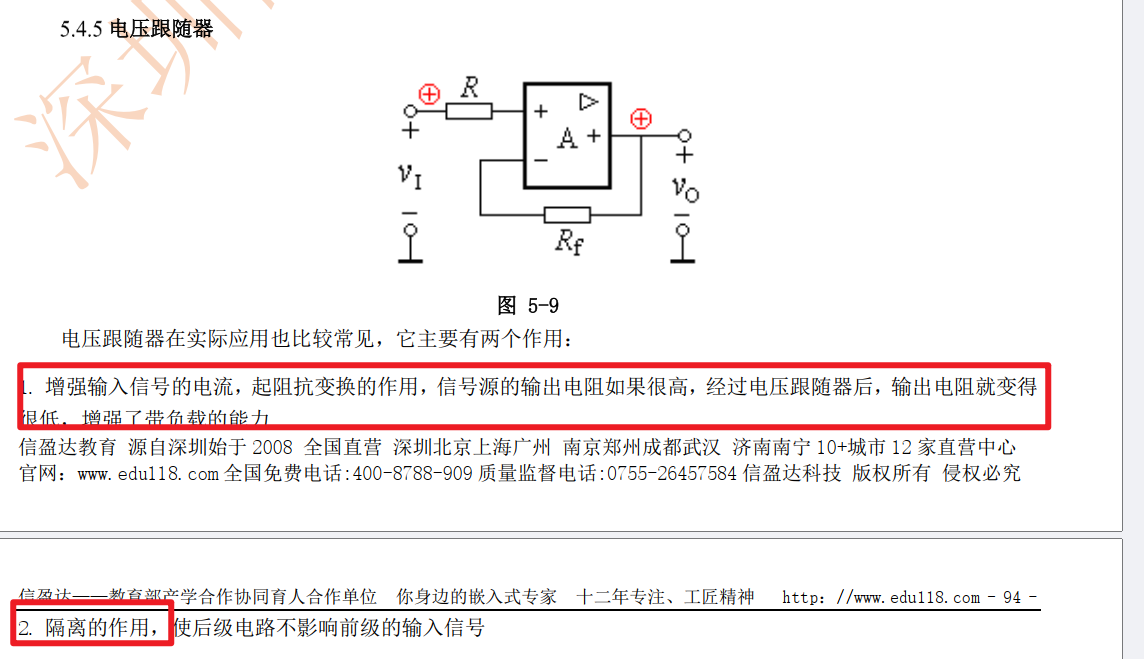 5.4.5 电压跟随器
深圳
R
+ ▷
+ A + +
− 
vI
vO
−
−
Rf
图 5-9
电压跟随器在实际应用也比较常见，它主要有两个作用：
1. 增强输入信号的电流，起阻抗变换的作用，信号源的输出电阻如果很高，经过电压跟随器后，输出电阻就变得
很低，增强了带负载的能力
信盈达教育 源自深圳始于 2008 全国直营 深圳北京上海广州 南京郑州成都武汉 济南南宁 10+城市 12 家直营中心
官网：www.edu118.com 全国免费电话:400-8788-909 质量监督电话:0755-26457584 信盈达科技 版权所有 侵权必究
信盈达——教育部产学合作协同育人合作单位 你身边的嵌入式专家 十二年专注、工匠精神 http：//www.edu118.com - 94 -
2. 隔离的作用，使后级电路不影响前级的输入信号